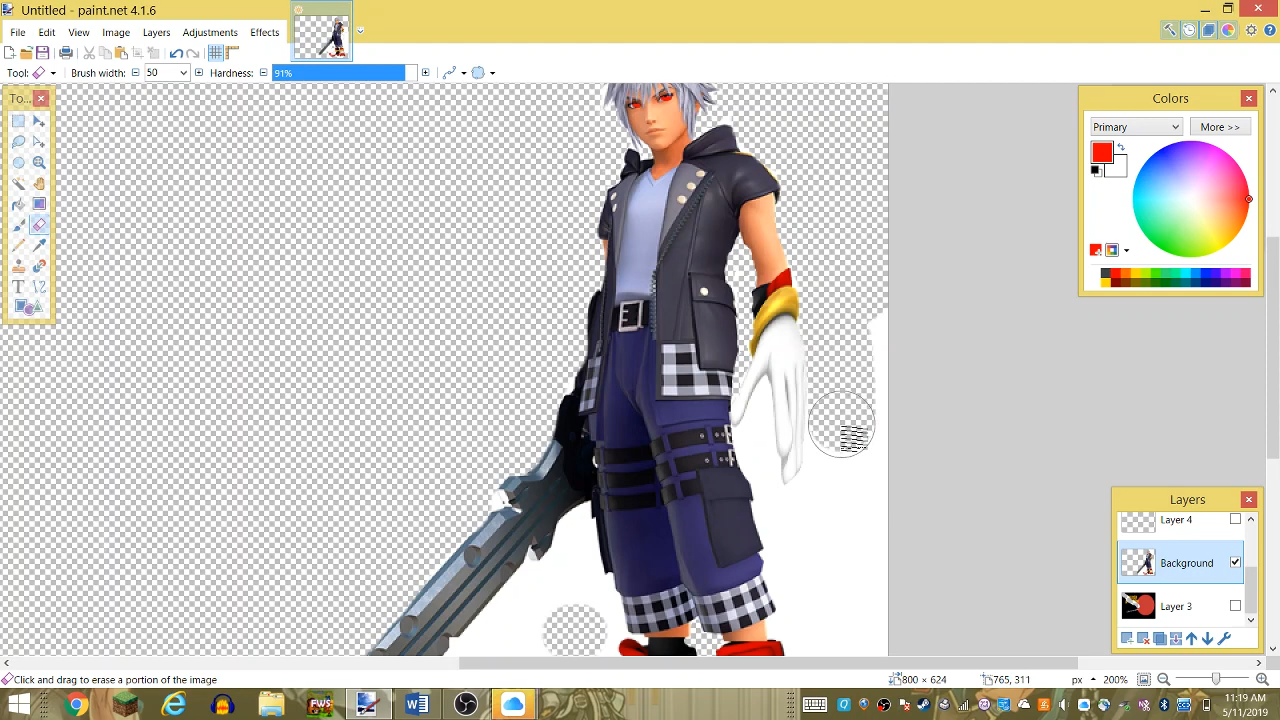 Untitled - paint.net 4.1.6
File Edit View Image Layers Adjustments Effects
Tool: Brush width: 50 Hardness: 91%
To...
Colors
Primary More >>
Layers
Layer 4
Background
Layer 3
Click and drag to erase a portion of the image
800 × 624 765, 311 px 200%
FWS
11:19 AM
5/11/2019